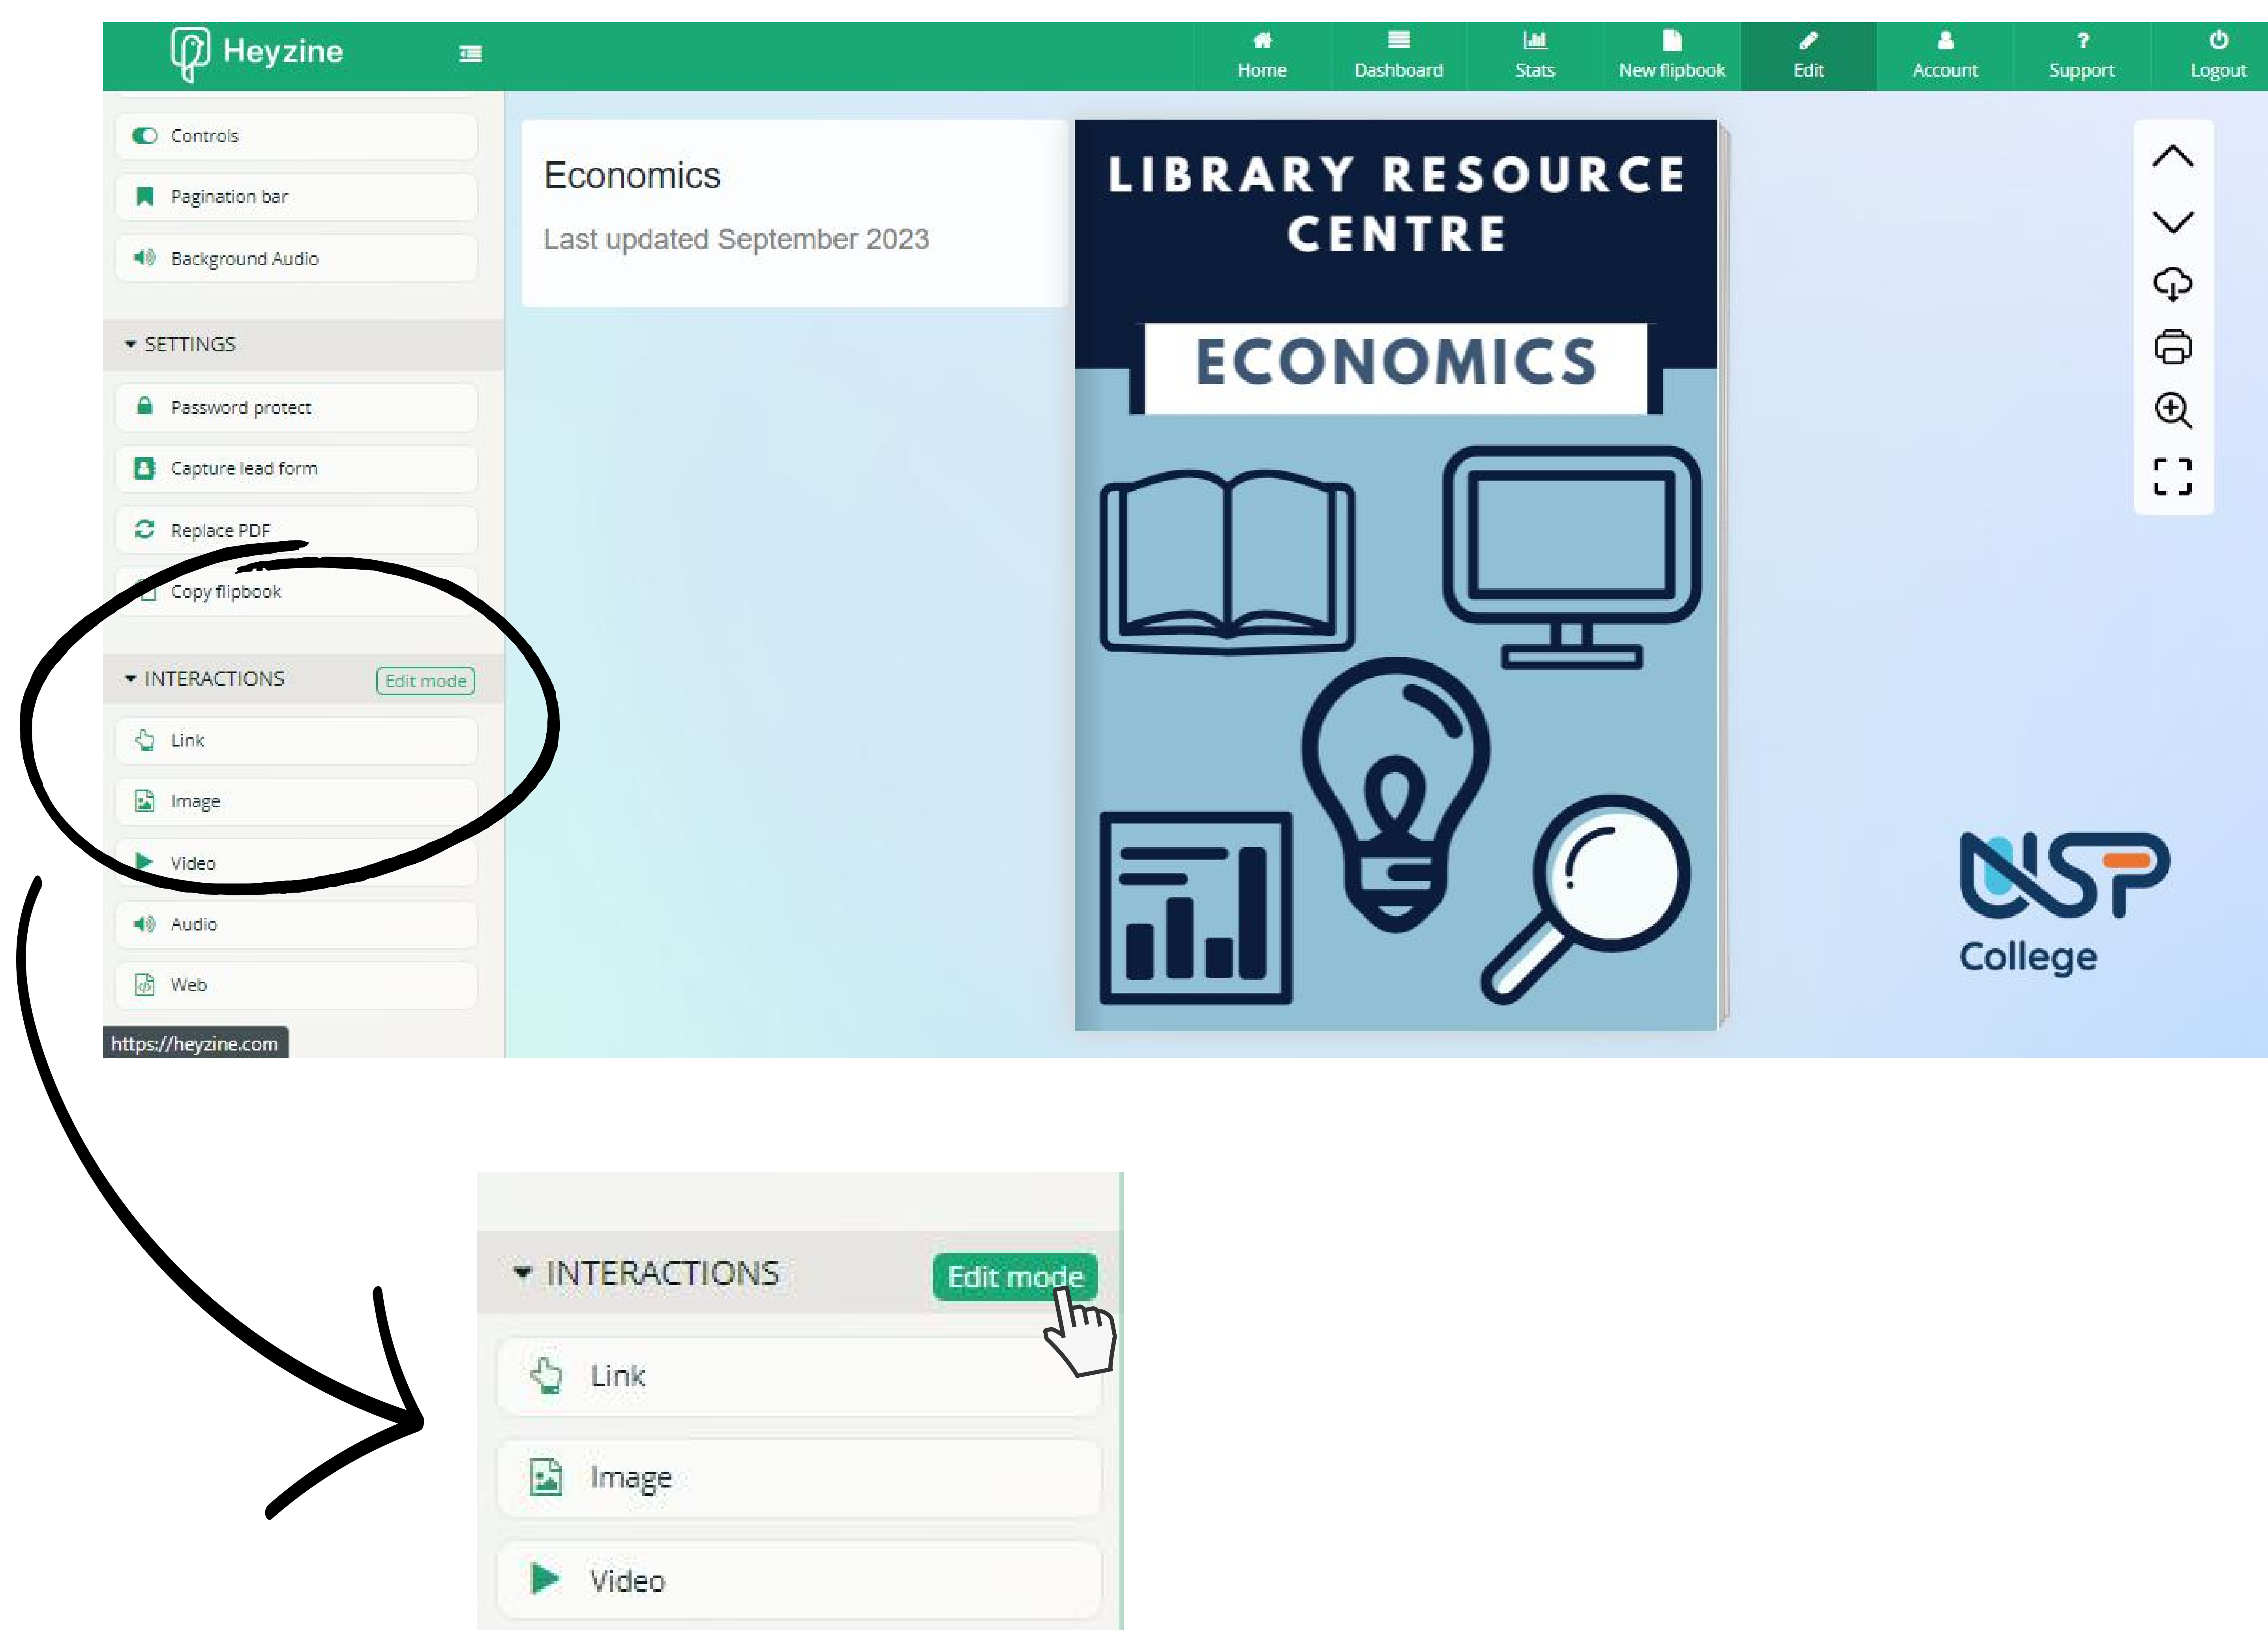 Heyzine
Home
Dashboard
Stats
New flipbook
Edit
Account
Support
Logout
Controls
Pagination bar
Background Audio
SETTINGS
Password protect
Capture lead form
Replace PDF
Copy flipbook
INTERACTIONS
Edit mode
Link
Image
Video
Audio
Web
https://heyzine.com
Economics
Last updated September 2023
LIBRARY RESOURCE
CENTRE
ECONOMICS
USP
College
INTERACTIONS
Edit mode
Link
Image
Video